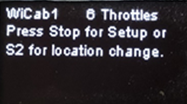 WiCab1 6 Throttles
Press Stop for Setup or
S2 for location change.